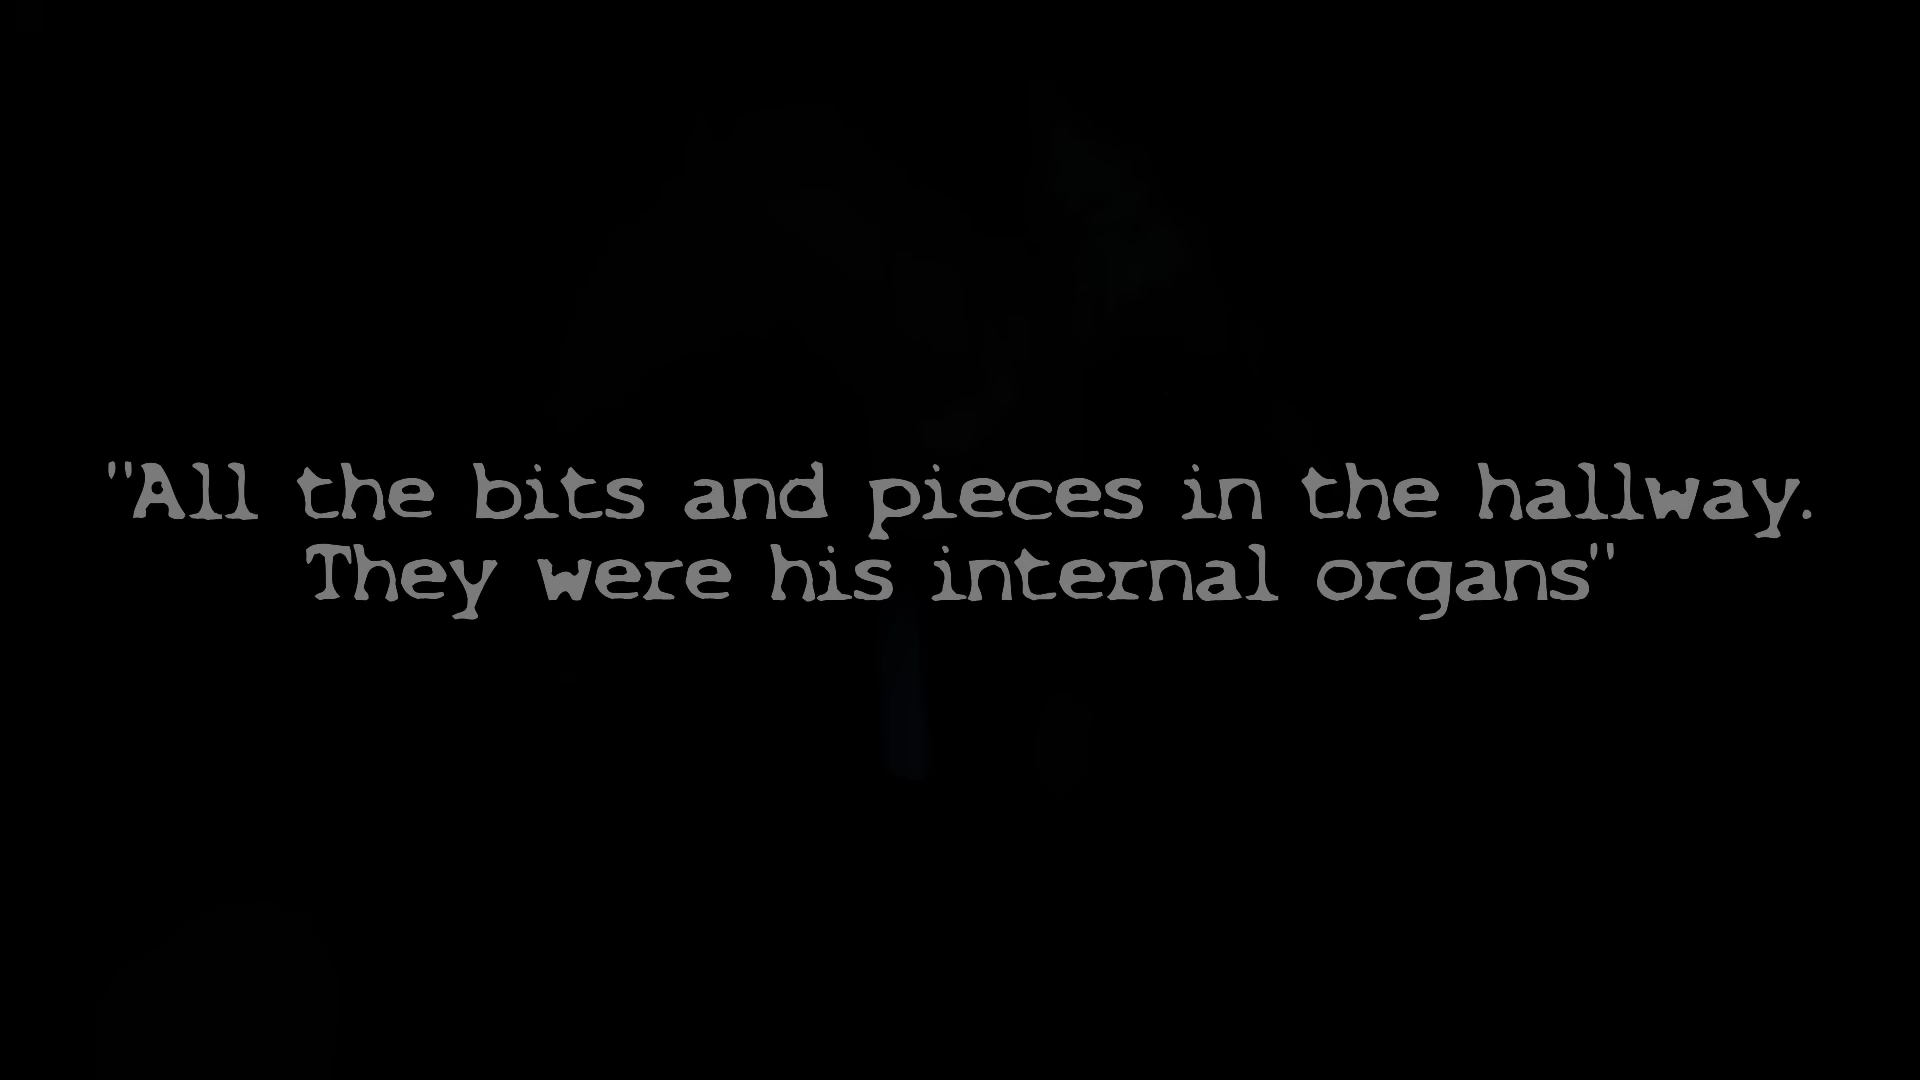 "All the bits and pieces in the hallway.
They were his internal organs"